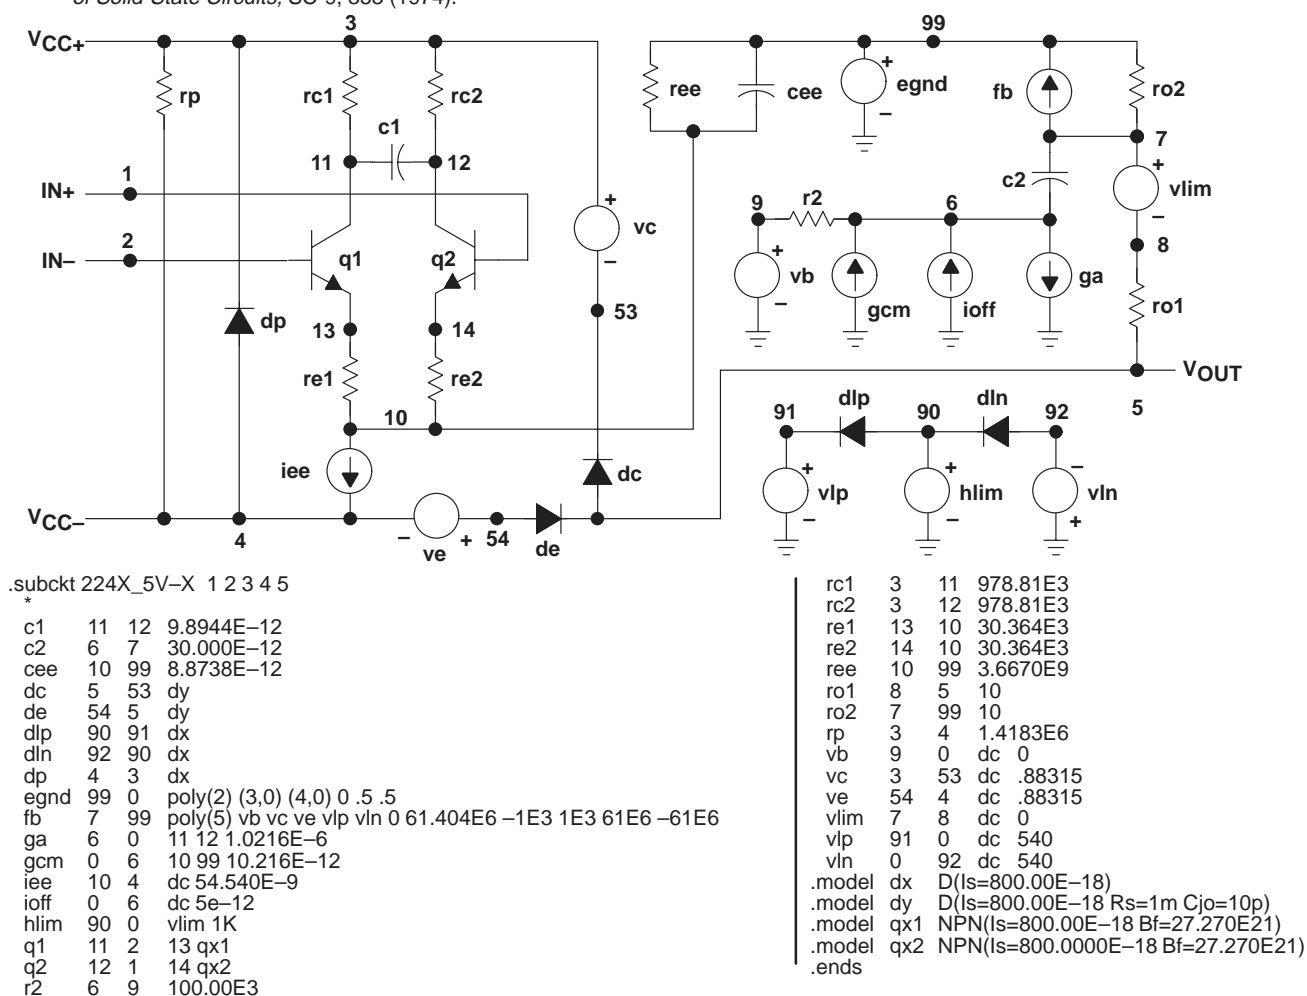 of Solid-State Circuits, SC-9, 353 (1974).
3
99
VCC+
rp
rc1
rc2
ree
cee
egnd
+
−
fb
ro2
c1
11
12
7
1
IN+
c2
+
vlim
−
2
IN−
q1
q2
+
vc
−
9
r2
6
8
+
vb
−
gcm
ioff
ga
ro1
53
dp
13
14
re1
re2
VOUT
5
10
91
dlp
90
dln
92
iee
dc
+
vlp
−
+
hlim
−
−
vln
+
VCC−
4
−
ve
+
54
de
.subckt 224X_5V–X 1 2 3 4 5
*
c1 11 12 9.8944E–12
c2 6 7 30.000E–12
cee 10 99 8.8738E–12
dc 5 53 dy
de 54 5 dy
dlp 90 91 dx
dln 92 90 dx
dp 4 3 dx
egnd 99 0 poly(2) (3,0) (4,0) 0 .5 .5
fb 7 99 poly(5) vb vc ve vlp vln 0 61.404E6 –1E3 1E3 61E6 –61E6
ga 6 0 11 12 1.0216E–6
gcm 0 6 10 99 10.216E–12
iee 10 4 dc 54.540E–9
ioff 0 6 dc 5e–12
hlim 90 0 vlim 1K
q1 11 2 13 qx1
q2 12 1 14 qx2
r2 6 9 100.00E3
rc1 3 11 978.81E3
rc2 3 12 978.81E3
re1 13 10 30.364E3
re2 14 10 30.364E3
ree 10 99 3.6670E9
ro1 8 5 10
ro2 7 99 10
rp 3 4 1.4183E6
vb 9 0 dc 0
vc 3 53 dc .88315
ve 54 4 dc .88315
vlim 7 8 dc 0
vlp 91 0 dc 540
vln 0 92 dc 540
.model dx D(Is=800.00E–18)
.model dy D(Is=800.00E–18 Rs=1m Cjo=10p)
.model qx1 NPN(Is=800.00E–18 Bf=27.270E21)
.model qx2 NPN(Is=800.0000E–18 Bf=27.270E21)
.ends